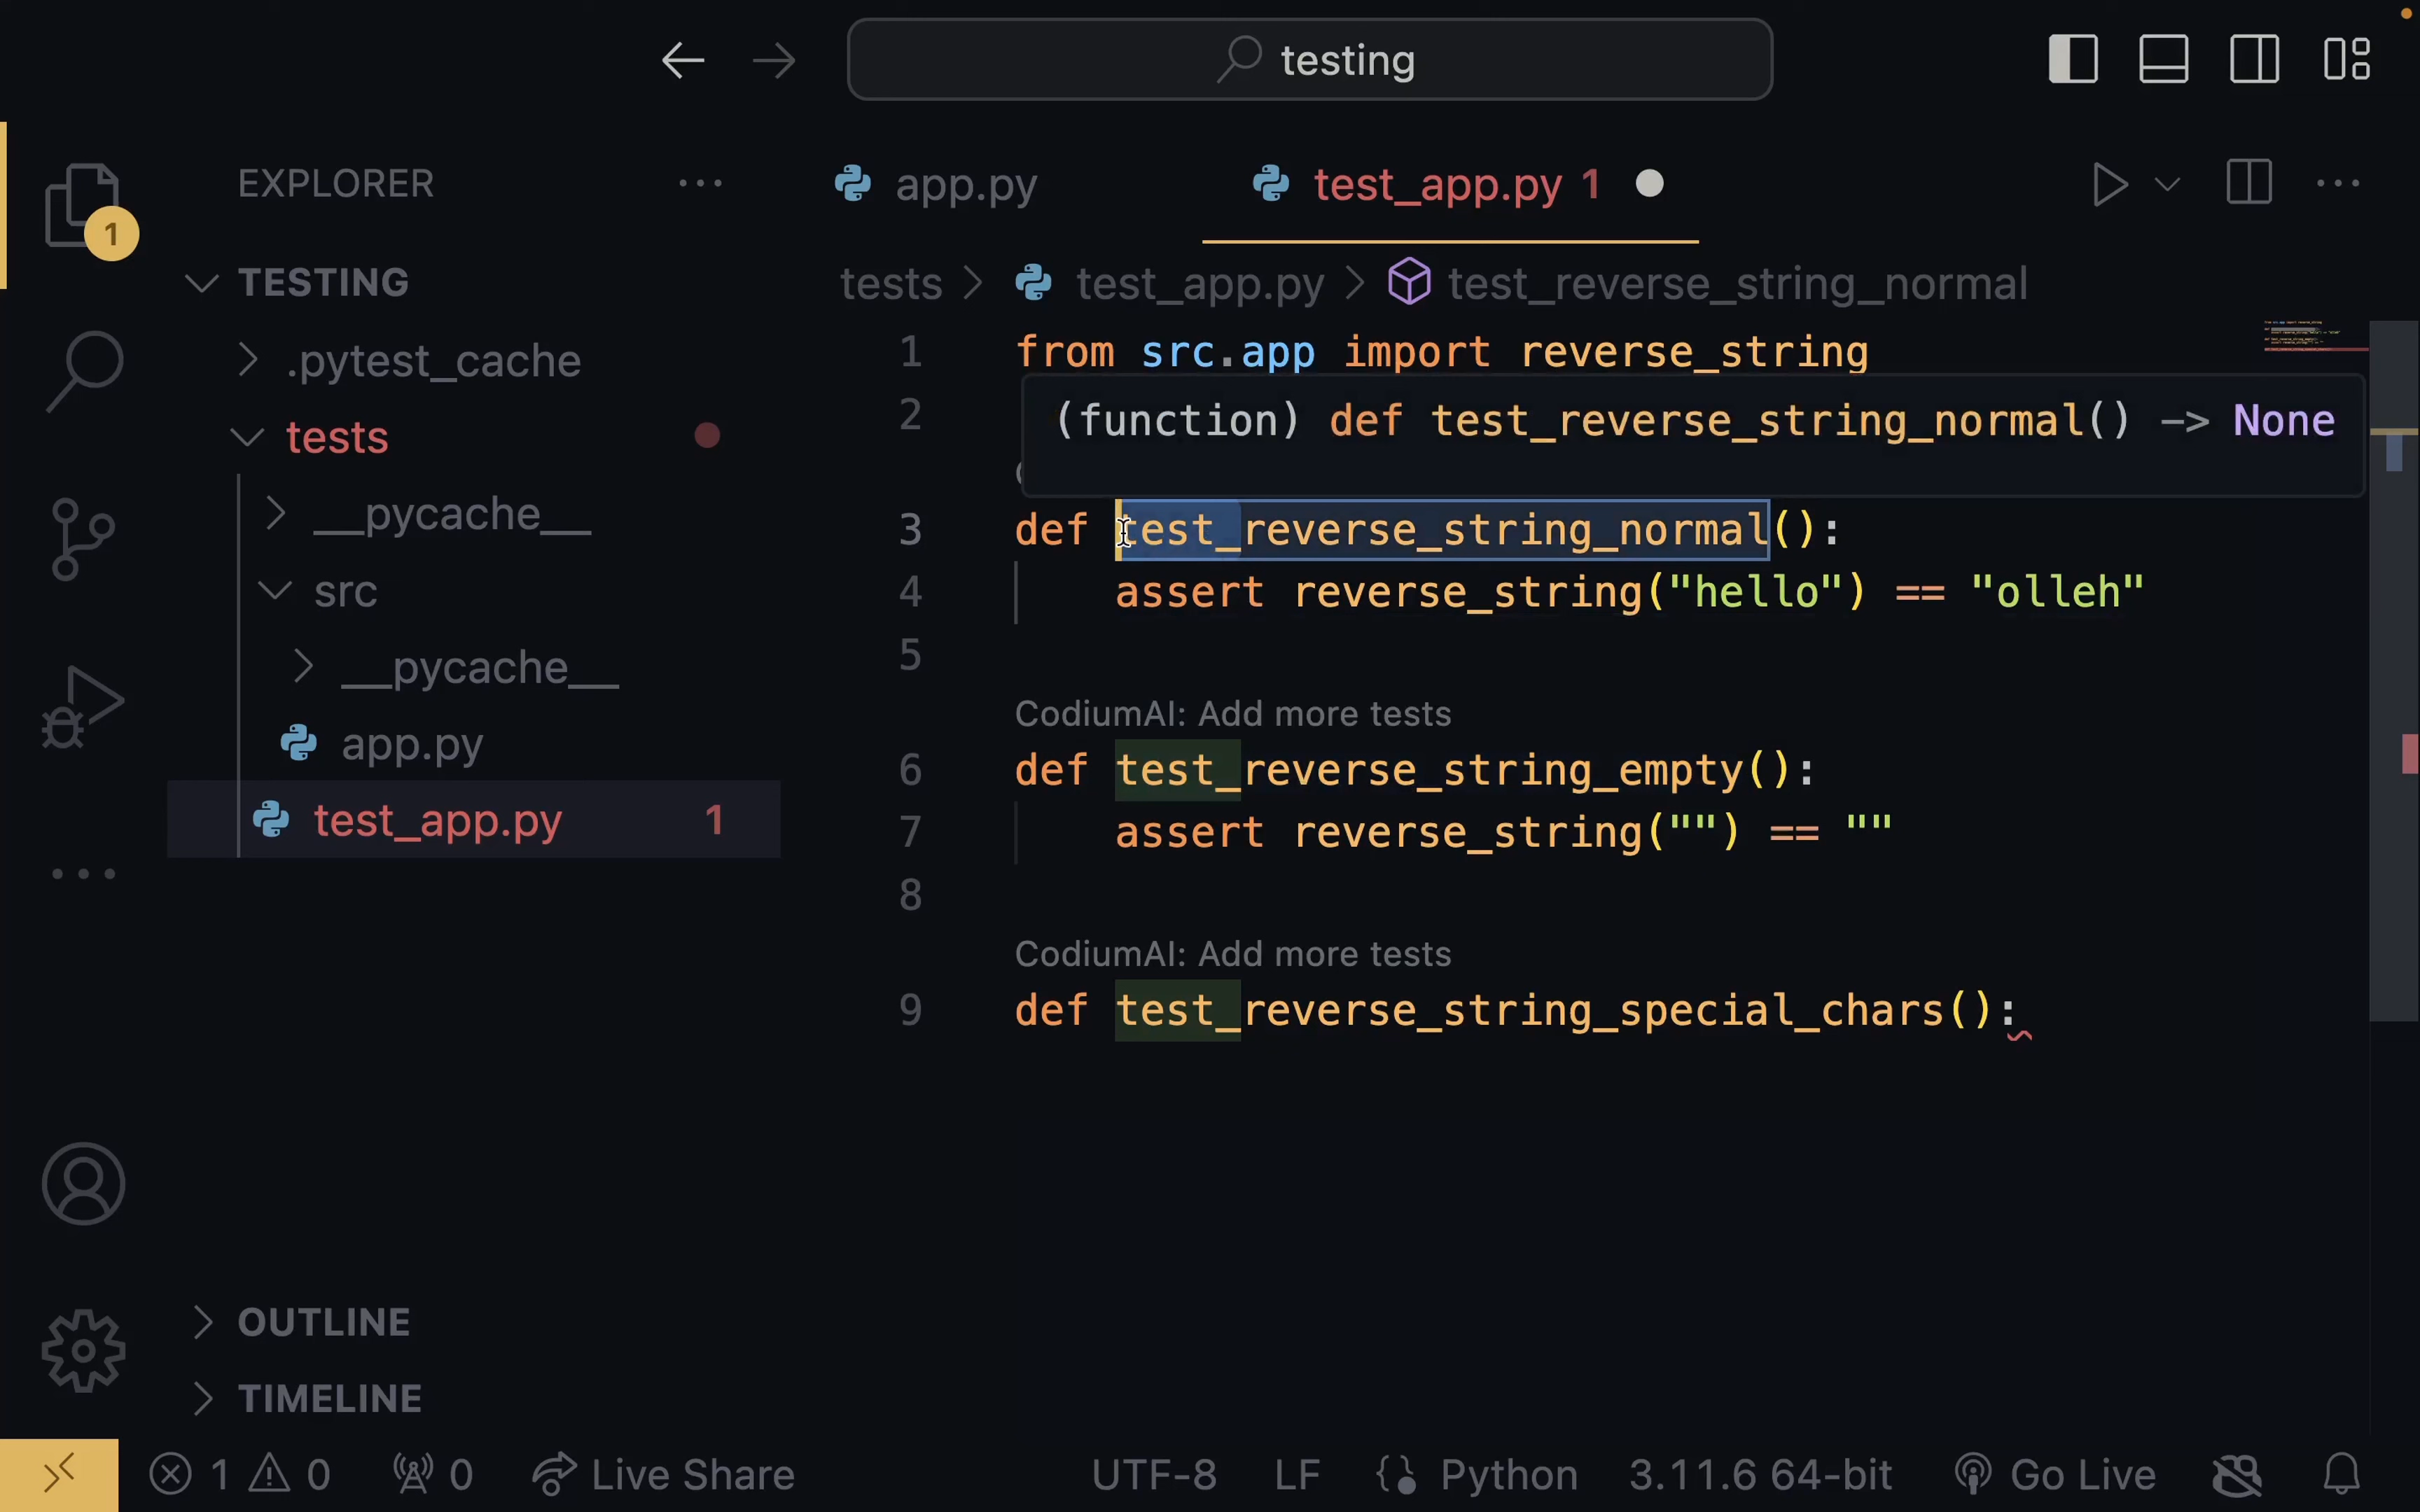 testing
EXPLORER
TESTING
.pytest_cache
tests
__pycache__
src
__pycache__
app.py
test_app.py 1
OUTLINE
TIMELINE
1
app.py
test_app.py 1
tests > test_app.py > test_reverse_string_normal
1 from src.app import reverse_string
2
(function) def test_reverse_string_normal() -> None
3 def test_reverse_string_normal():
4 assert reverse_string("hello") == "olleh"
5
CodiumAI: Add more tests
6 def test_reverse_string_empty():
7 assert reverse_string("") == ""
8
CodiumAI: Add more tests
9 def test_reverse_string_special_chars():
1 0 0 Live Share UTF-8 LF Python 3.11.6 64-bit Go Live